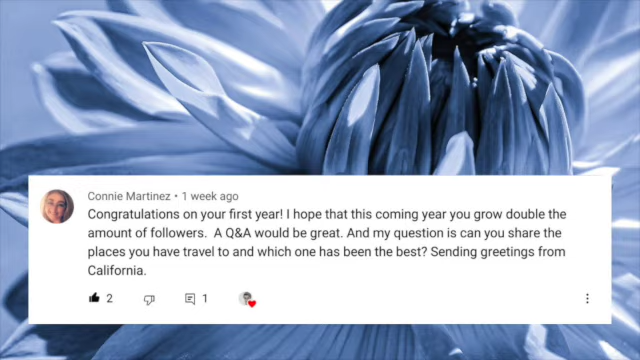 Connie Martinez • 1 week ago
Congratulations on your first year! I hope that this coming year you grow double the
amount of followers.  A Q&A would be great. And my question is can you share the
places you have travel to and which one has been the best? Sending greetings from
California.
2 1